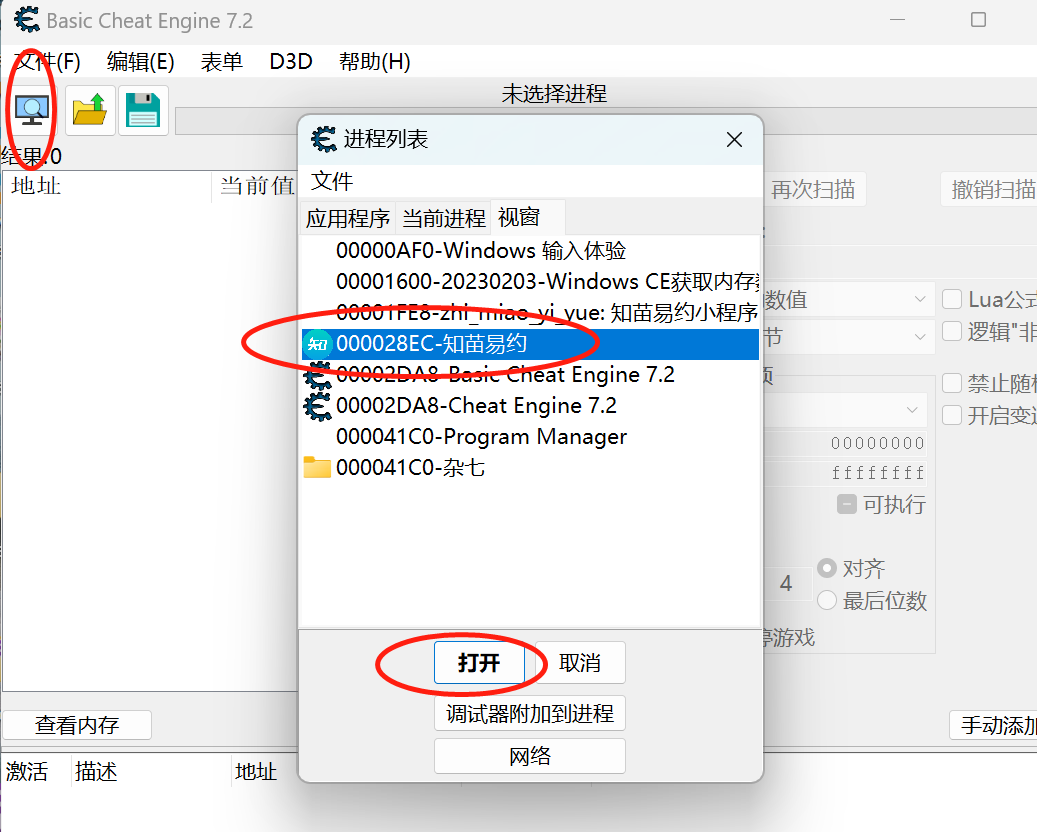 Basic Cheat Engine 7.2
文件(F) 编辑(E) 表单 D3D 帮助(H)
未选择进程
结果:0
地址 当前值
进程列表
文件
应用程序 当前进程 视窗
00000AF0-Windows 输入体验
00001600-20230203-Windows CE获取内存
00001FE8-zhi_miao_yi_yue: 知苗易约小程序
知 000028EC-知苗易约
00002DA8-Basic Cheat Engine 7.2
00002DA8-Cheat Engine 7.2
000041C0-Program Manager
000041C0-杂七
打开 取消
调试器附加到进程
网络
再次扫描 撤销扫描
数值 Lua公式
节 逻辑"非
禁止随
开启变
00000000
ffffffff
可执行
4 对齐
最后位数
停游戏
查看内存 手动添加
激活 描述 地址